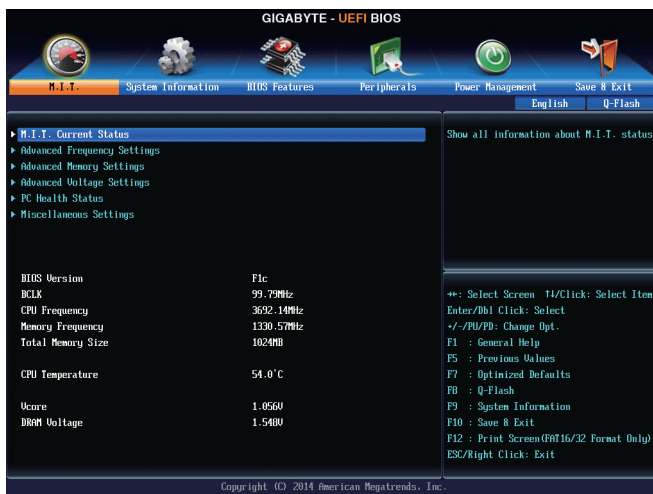 GIGABYTE - UEFI BIOS
M.I.T. System Information BIOS Features Peripherals Power Management Save & Exit
English Q-Flash
M.I.T. Current Status
Advanced Frequency Settings
Advanced Memory Settings
Advanced Voltage Settings
PC Health Status
Miscellaneous Settings
Show all information about M.I.T. status
BIOS Version F1c
BCLK 99.79MHz
CPU Frequency 3692.14MHz
Memory Frequency 1330.57MHz
Total Memory Size 1024MB
CPU Temperature 54.0°C
Vcore 1.056V
DRAM Voltage 1.548V
→←: Select Screen ↑↓/Click: Select Item
Enter/Dbl Click: Select
+/-/PU/PD: Change Opt.
F1 : General Help
F5 : Previous Values
F7 : Optimized Defaults
F8 : Q-Flash
F9 : System Information
F10 : Save & Exit
F12 : Print Screen(FAT16/32 Format Only)
ESC/Right Click: Exit
Copyright (C) 2014 American Megatrends, Inc.